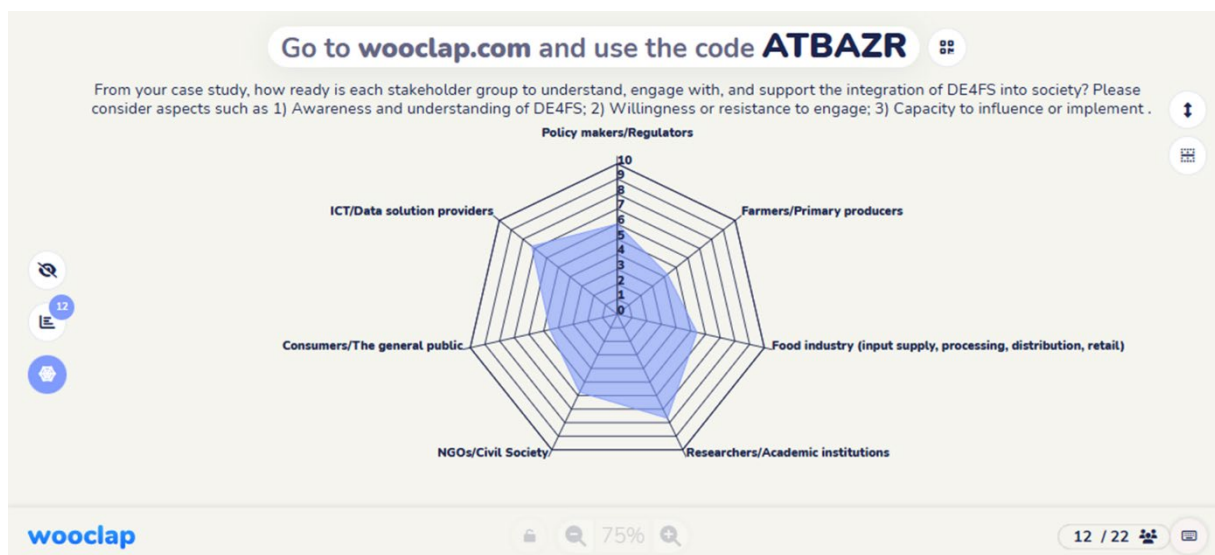 Go to wooclap.com and use the code ATBAZR
From your case study, how ready is each stakeholder group to understand, engage with, and support the integration of DE4FS into society? Please
consider aspects such as 1) Awareness and understanding of DE4FS; 2) Willingness or resistance to engage; 3) Capacity to influence or implement .
Policy makers/Regulators
10
9
8
7
6
5
4
3
2
1
0
ICT/Data solution providers
Farmers/Primary producers
12
Consumers/The general public
Food industry (input supply, processing, distribution, retail)
NGOs/Civil Society
Researchers/Academic institutions
wooclap
75%
12 / 22